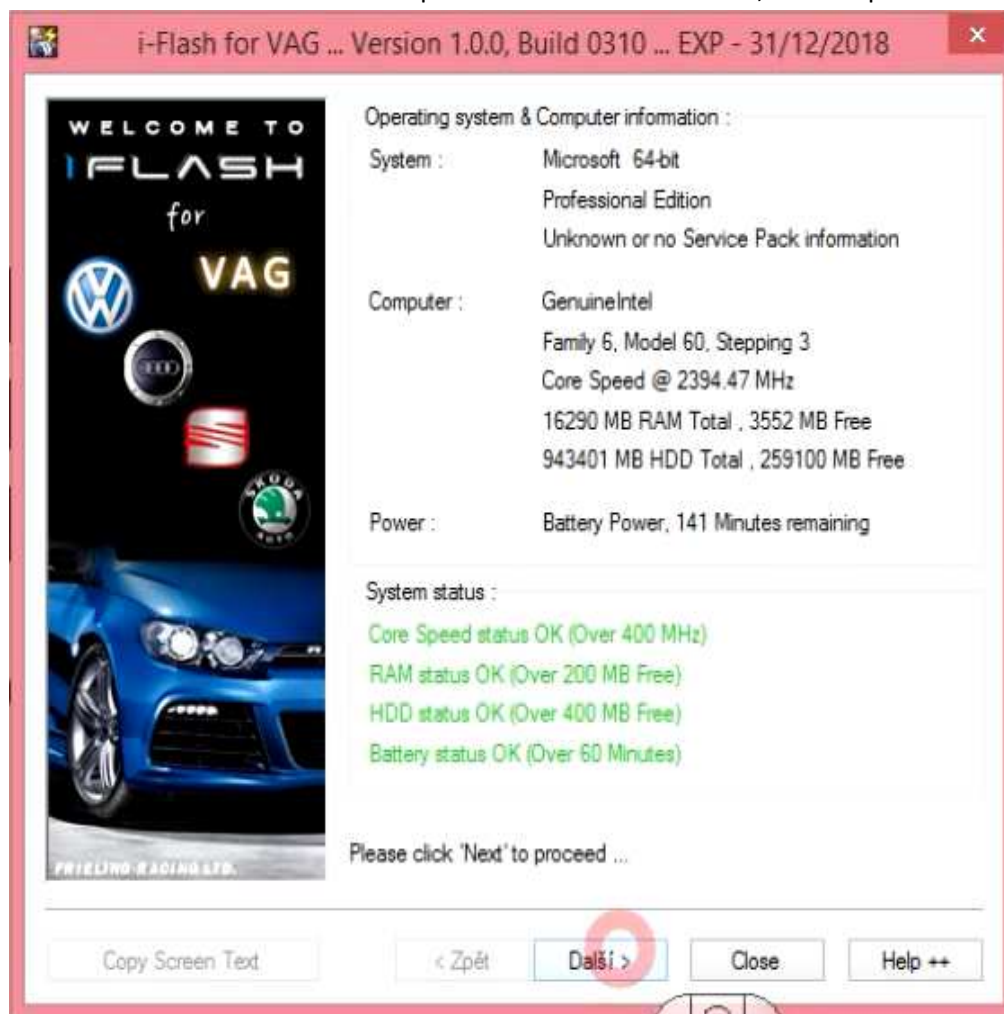 i-Flash for VAG ... Version 1.0.0, Build 0310 ... EXP - 31/12/2018
x
WELCOME TO
IFLASH
for
VAG
SKODA
AUTO
FRIELING RACING LTD.
Operating system & Computer information :
System : Microsoft 64-bit
Professional Edition
Unknown or no Service Pack information
Computer : GenuineIntel
Family 6, Model 60, Stepping 3
Core Speed @ 2394.47 MHz
16290 MB RAM Total , 3552 MB Free
943401 MB HDD Total , 259100 MB Free
Power : Battery Power, 141 Minutes remaining
System status :
Core Speed status OK (Over 400 MHz)
RAM status OK (Over 200 MB Free)
HDD status OK (Over 400 MB Free)
Battery status OK (Over 60 Minutes)
Please click 'Next' to proceed ...
Copy Screen Text < Zpět Další > Close Help ++